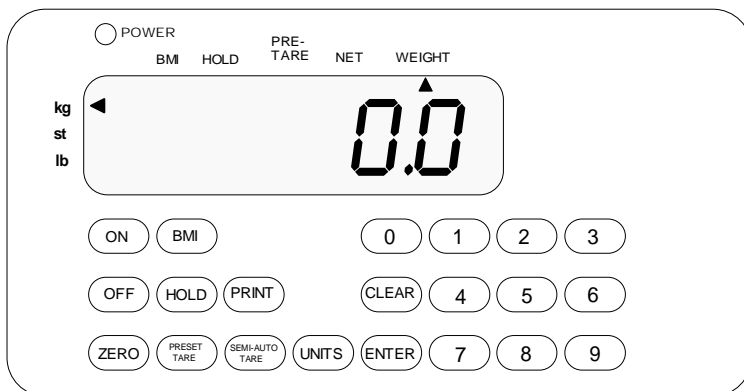 POWER
BMI HOLD PRE-TARE NET WEIGHT
kg
st
lb
0.0
ON BMI 0 1 2 3
OFF HOLD PRINT CLEAR 4 5 6
ZERO PRESET TARE SEMI-AUTO TARE UNITS ENTER 7 8 9